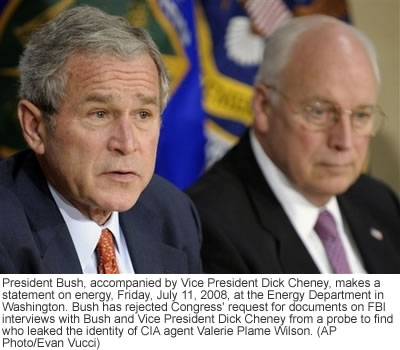 President Bush, accompanied by Vice President Dick Cheney, makes a
statement on energy, Friday, July 11, 2008, at the Energy Department in
Washington. Bush has rejected Congress' request for documents on FBI
interviews with Bush and Vice President Dick Cheney from a probe to find
who leaked the identity of CIA agent Valerie Plame Wilson. (AP
Photo/Evan Vucci)